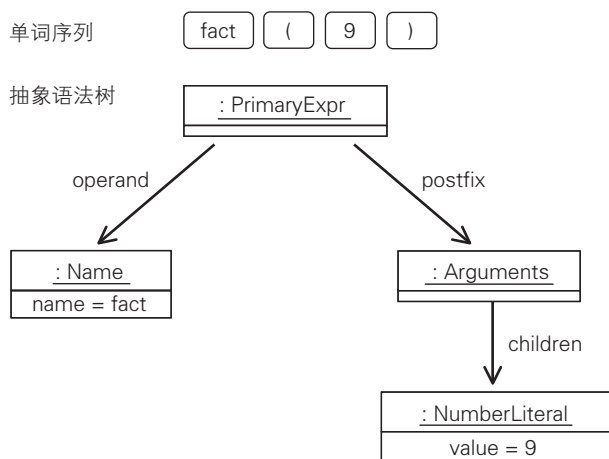 单词序列
fact ( 9 )
抽象语法树
: PrimaryExpr
operand
postfix
: Name
name = fact
: Arguments
children
: NumberLiteral
value = 9